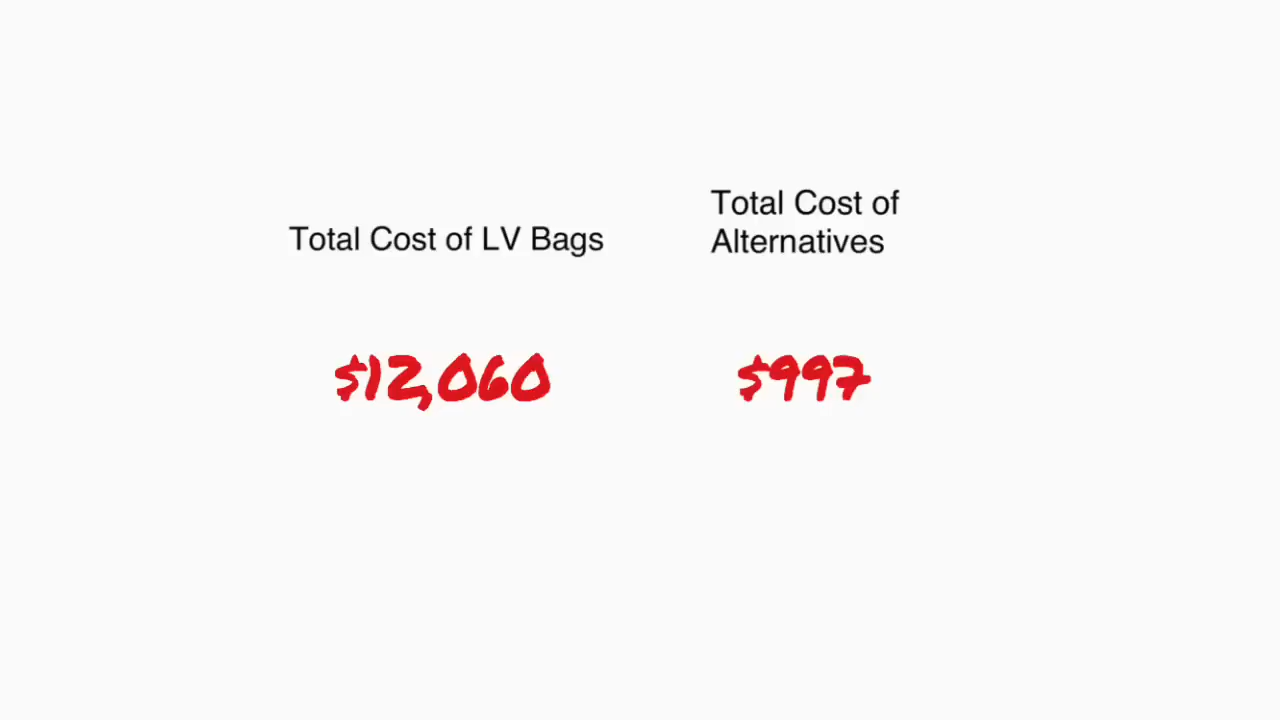 Total Cost of LV Bags
$12,060
Total Cost of
Alternatives
$997